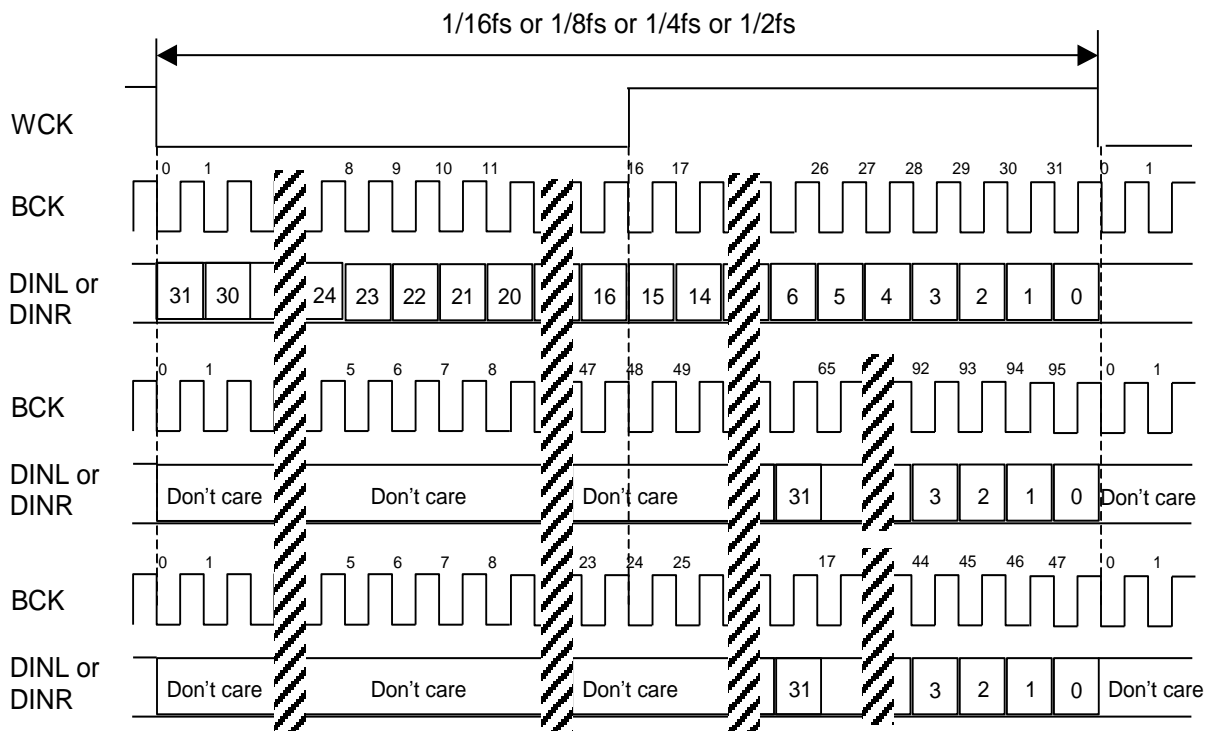 1/16fs or 1/8fs or 1/4fs or 1/2fs
WCK
0 1 8 9 10 11 16 17 26 27 28 29 30 31 0 1
BCK
DINL or
DINR
31 30 24 23 22 21 20 16 15 14 6 5 4 3 2 1 0
0 1 5 6 7 8 47 48 49 65 92 93 94 95 0 1
BCK
DINL or
DINR
Don't care Don't care Don't care 31 3 2 1 0 Don't care
0 1 5 6 7 8 23 24 25 17 44 45 46 47 0 1
BCK
DINL or
DINR
Don't care Don't care Don't care 31 3 2 1 0 Don't care